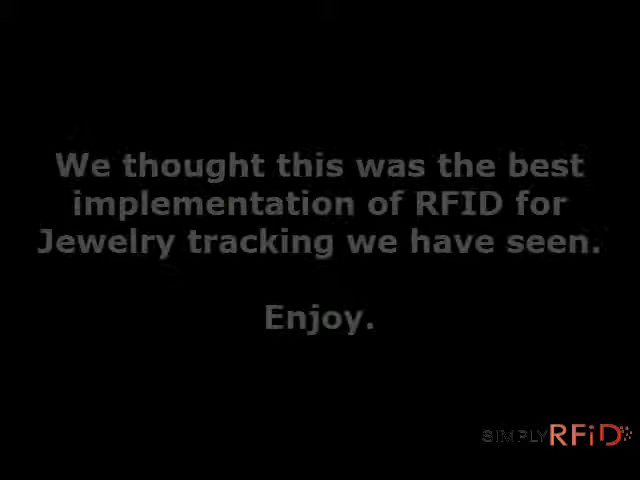 We thought this was the best
implementation of RFID for
Jewelry tracking we have seen.
Enjoy.
SIMPLYRFiD